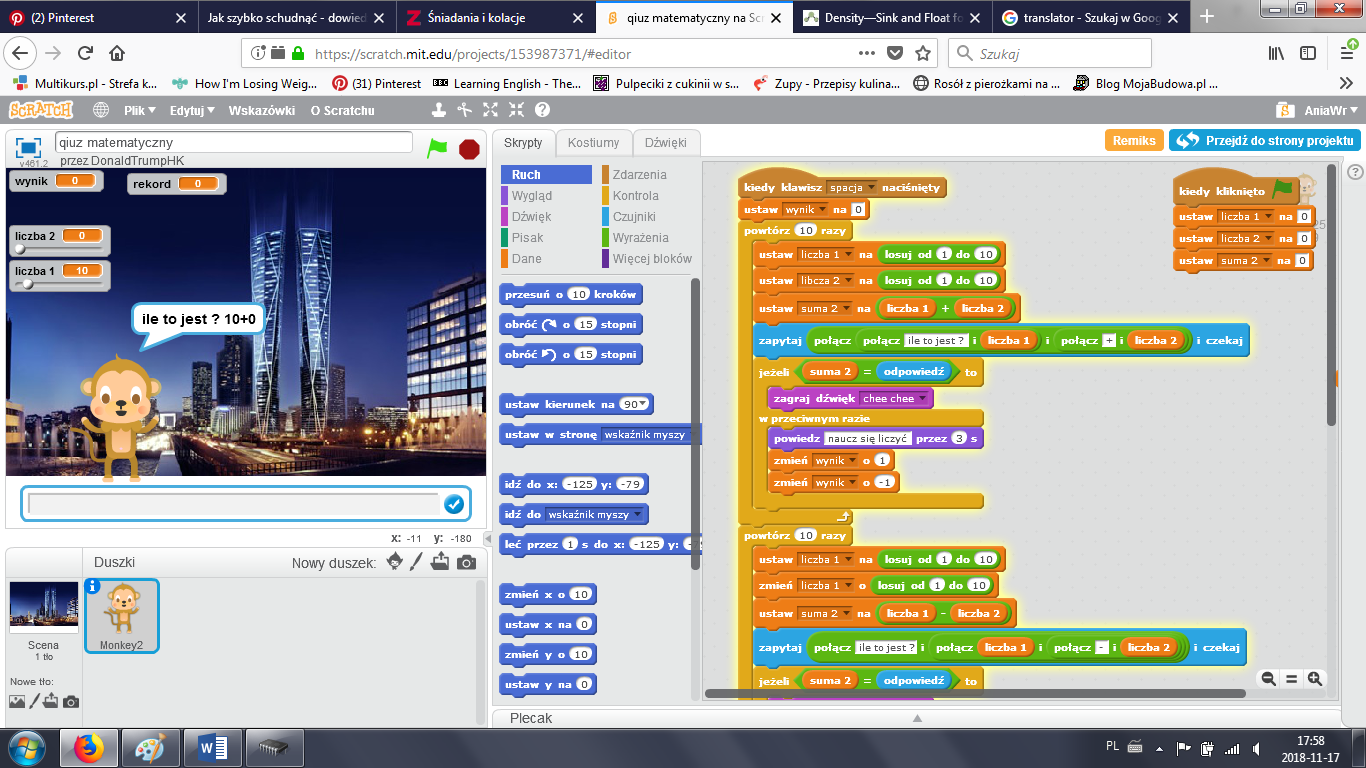 (2) Pinterest
Jak szybko schudnąć - dowied
Śniadania i kolacje
qiuz matematyczny na Scr
Density—Sink and Float fo
translator - Szukaj w Goog
https://scratch.mit.edu/projects/153987371/#editor
Szukaj
Multikurs.pl - Strefa k...
How I'm Losing Weig...
(31) Pinterest
Learning English - The...
Pulpeciki z cukinii w s...
Zupy - Przepisy kulina...
Rosół z pierożkami na ...
Blog MojaBudowa.pl ...
SCRATCH
Plik
Edytuj
Wskazówki
O Scratchu
AniaWr
v461.2
qiuz matematyczny
przez DonaldTrumpHK
wynik 0
rekord 0
liczba 2 0
liczba 1 10
ile to jest ? 10+0
x: -11 y: -180
Duszki
Nowy duszek:
Scena
1 tło
Nowe tło:
Monkey2
Skrypty
Kostiumy
Dźwięki
Remiks
Przejdź do strony projektu
Ruch
Zdarzenia
Wygląd
Kontrola
Dźwięk
Czujniki
Pisak
Wyrażenia
Dane
Więcej bloków
przesuń o 10 kroków
obróć o 15 stopni
obróć o 15 stopni
ustaw kierunek na 90
ustaw w stronę wskaźnik myszy
idź do x: -125 y: -79
idź do wskaźnik myszy
leć przez 1 s do x: -125 y:
zmień x o 10
ustaw x na 0
zmień y o 10
ustaw y na 0
kiedy klawisz spacja naciśnięty
ustaw wynik na 0
powtórz 10 razy
ustaw liczba 1 na losuj od 1 do 10
ustaw libcza 2 na losuj od 1 do 10
ustaw suma 2 na liczba 1 + liczba 2
zapytaj połącz połącz ile to jest ? i liczba 1 i połącz + i liczba 2 i czekaj
jeżeli suma 2 = odpowiedź to
zagraj dźwięk chee chee
w przeciwnym razie
powiedz naucz się liczyć przez 3 s
zmień wynik o 1
zmień wynik o -1
powtórz 10 razy
ustaw liczba 1 na losuj od 1 do 10
zmień liczba 1 o losuj od 1 do 10
ustaw suma 2 na liczba 1 - liczba 2
zapytaj połącz ile to jest ? i połącz liczba 1 i połącz - i liczba 2 i czekaj
jeżeli suma 2 = odpowiedź to
kiedy kliknięto
ustaw liczba 1 na 0
ustaw liczba 2 na 0
ustaw suma 2 na 0
Plecak
PL
17:58
2018-11-17